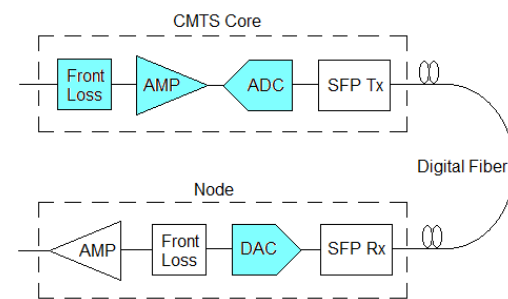 CMTS Core
Front
Loss
AMP
ADC
SFP Tx
Digital Fiber
Node
AMP
Front
Loss
DAC
SFP Rx